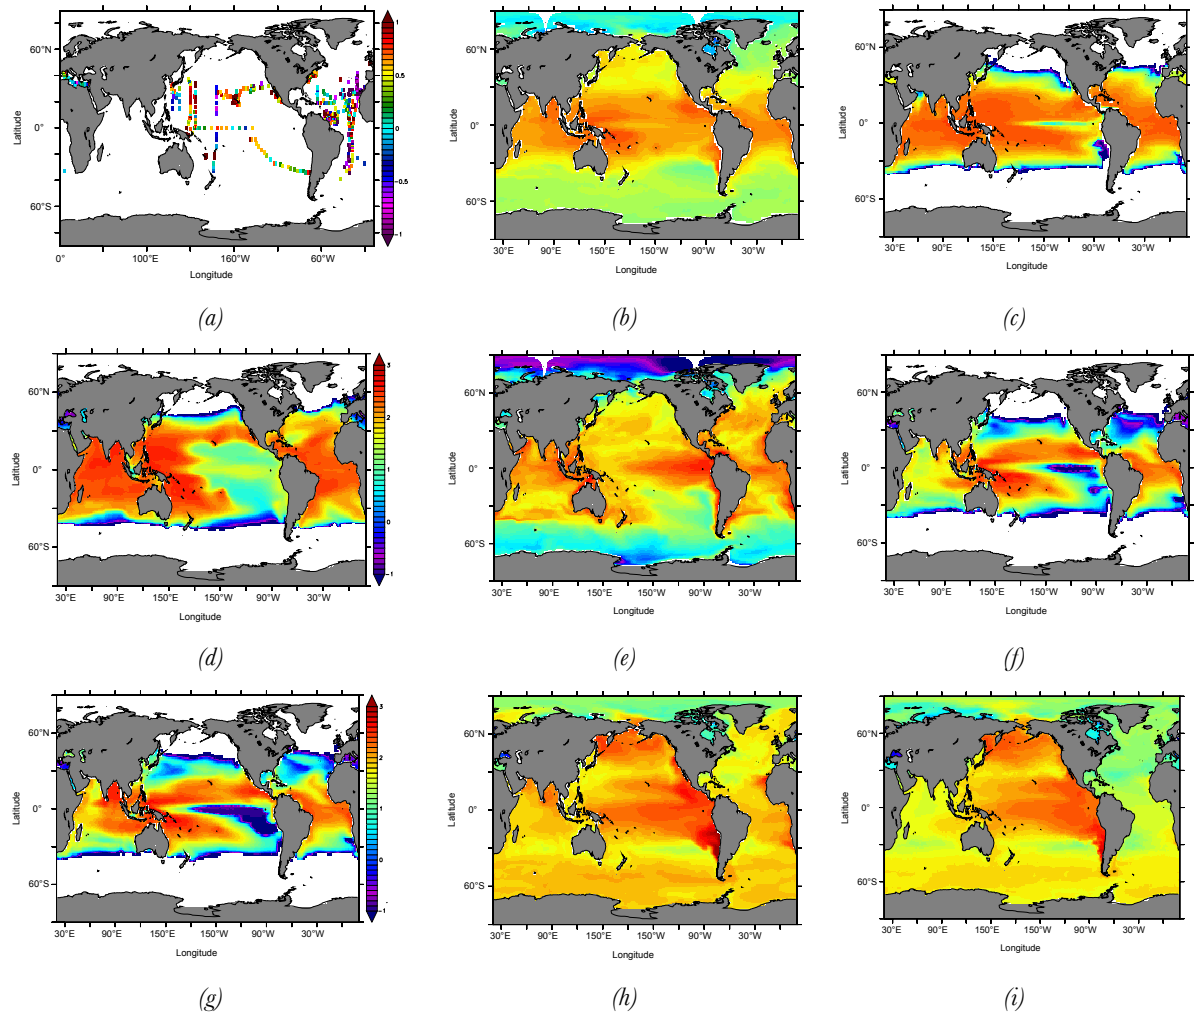 60°N
0°
60°S
Latitude
0°
100°E
160°W
60°W
Longitude
1
0.5
0
-0.5
-1
(a)
60°N
0°
60°S
Latitude
30°E
90°E
150°E
150°W
90°W
30°W
Longitude
(b)
60°N
0°
60°S
Latitude
30°E
90°E
150°E
150°W
90°W
30°W
Longitude
(c)
60°N
0°
60°S
Latitude
30°E
90°E
150°E
150°W
90°W
30°W
Longitude
3
2
1
0
-1
(d)
60°N
0°
60°S
Latitude
30°E
90°E
150°E
150°W
90°W
30°W
Longitude
(e)
60°N
0°
60°S
Latitude
30°E
90°E
150°E
150°W
90°W
30°W
Longitude
(f)
60°N
0°
60°S
Latitude
30°E
90°E
150°E
150°W
90°W
30°W
Longitude
3
2
1
0
-1
(g)
60°N
0°
60°S
Latitude
30°E
90°E
150°E
150°W
90°W
30°W
Longitude
(h)
60°N
0°
60°S
Latitude
30°E
90°E
150°E
150°W
90°W
30°W
Longitude
(i)